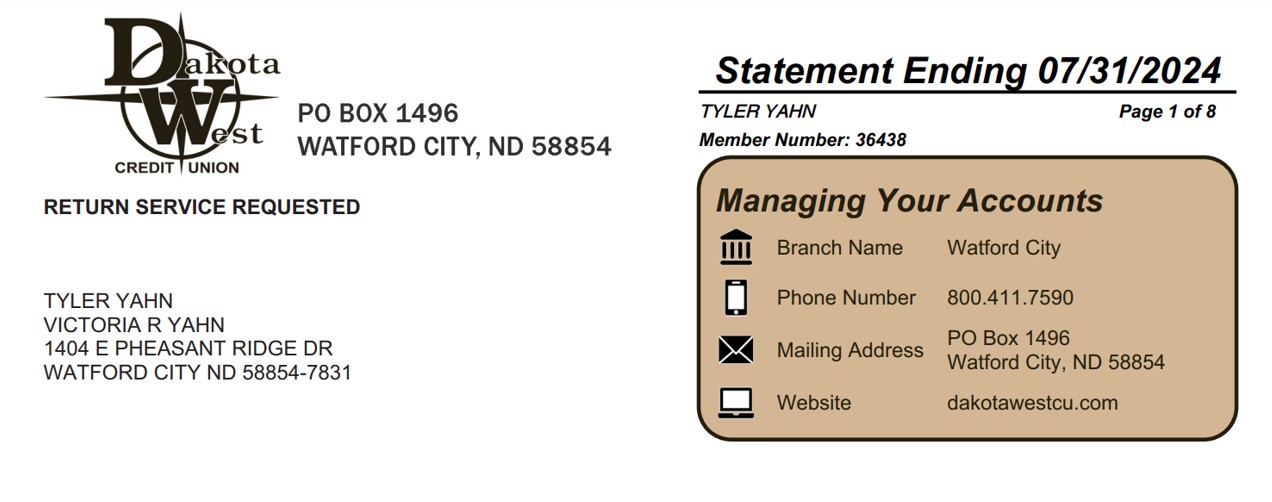 Dakota
West
CREDIT UNION
PO BOX 1496
WATFORD CITY, ND 58854
RETURN SERVICE REQUESTED
TYLER YAHN
VICTORIA R YAHN
1404 E PHEASANT RIDGE DR
WATFORD CITY ND 58854-7831
Statement Ending 07/31/2024
TYLER YAHN Page 1 of 8
Member Number: 36438
Managing Your Accounts
Branch Name Watford City
Phone Number 800.411.7590
Mailing Address PO Box 1496
Watford City, ND 58854
Website dakotawestcu.com